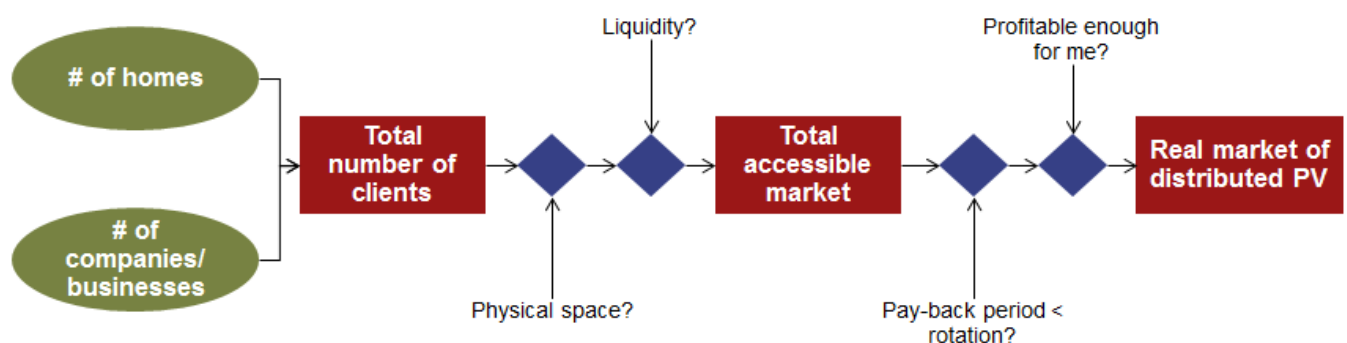 # of homes
# of
companies/
businesses
Total
number of
clients
Physical space?
Liquidity?
Total
accessible
market
Pay-back period <
rotation?
Profitable enough
for me?
Real market of
distributed PV